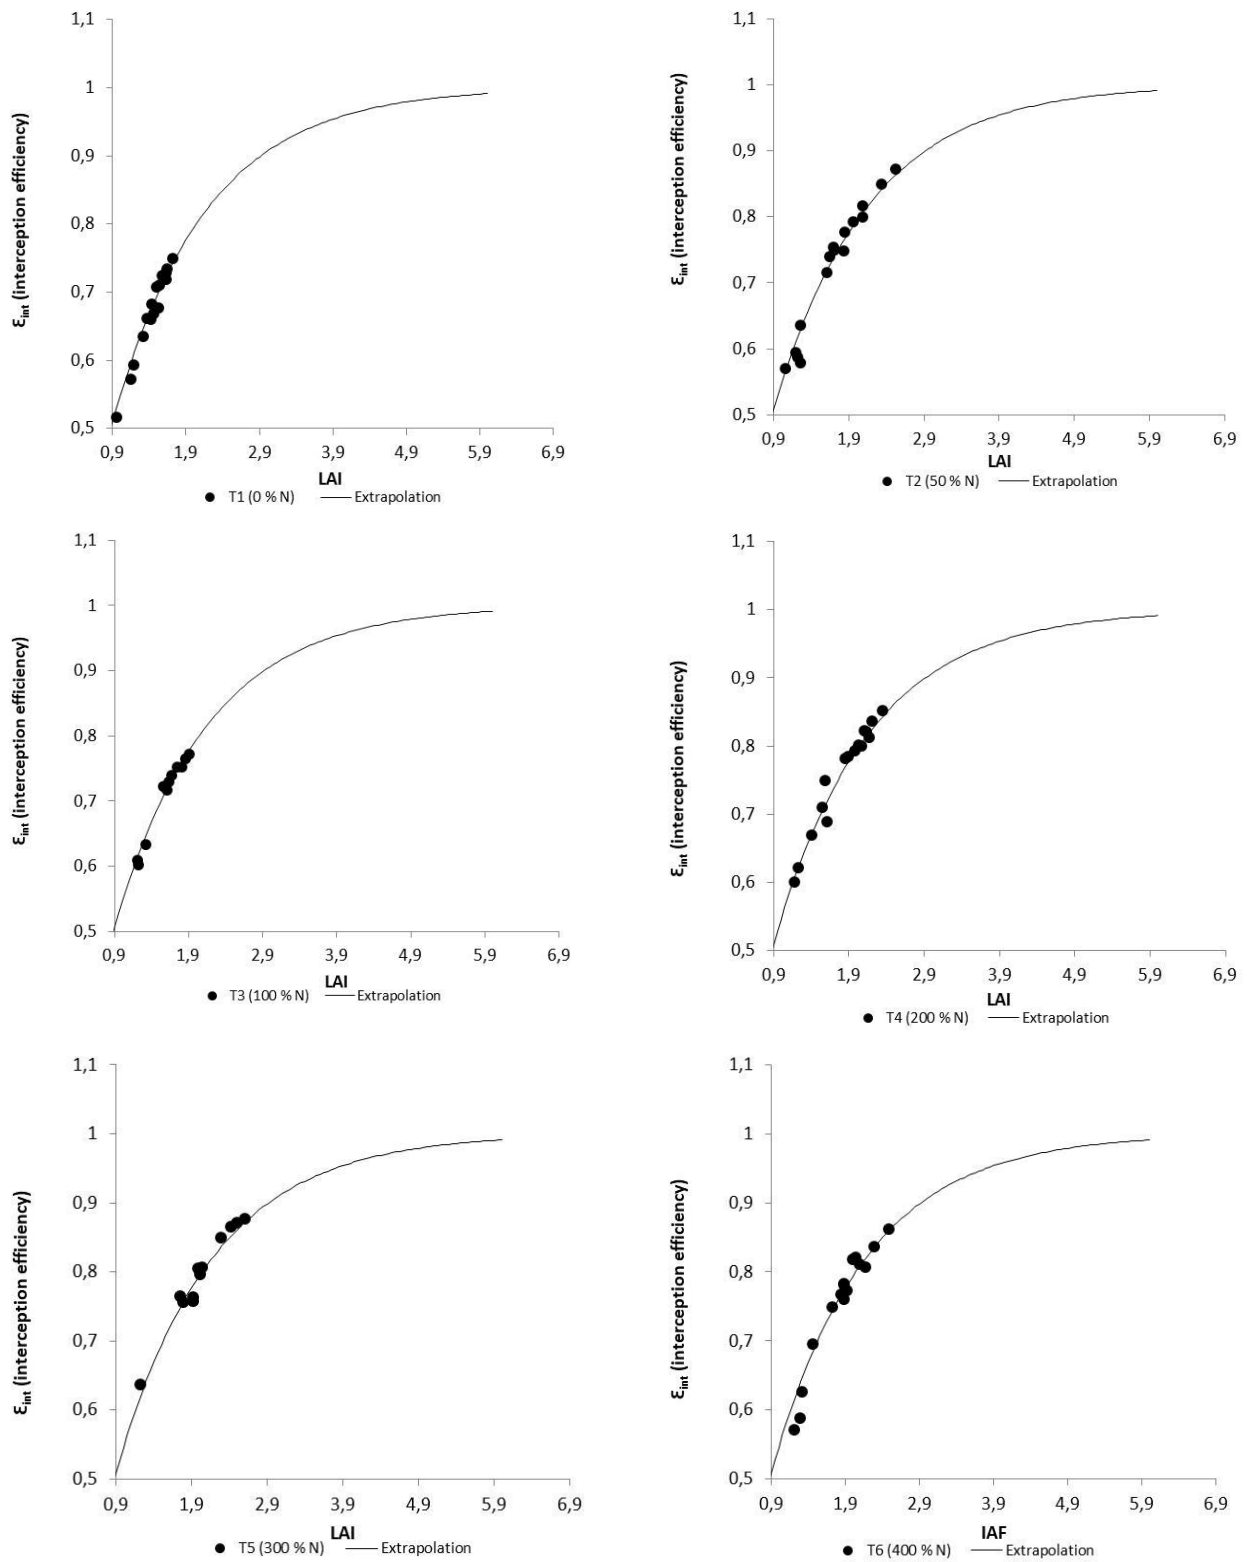 1,1
1
0,9
0,8
0,7
0,6
0,5
εint (interception efficiency)
0,9 1,9 2,9 3,9 4,9 5,9 6,9
LAI
T1 (0 % N) Extrapolation
1,1
1
0,9
0,8
0,7
0,6
0,5
εint (interception efficiency)
0,9 1,9 2,9 3,9 4,9 5,9 6,9
LAI
T2 (50 % N) Extrapolation
1,1
1
0,9
0,8
0,7
0,6
0,5
εint (interception efficiency)
0,9 1,9 2,9 3,9 4,9 5,9 6,9
LAI
T3 (100 % N) Extrapolation
1,1
1
0,9
0,8
0,7
0,6
0,5
εint (interception efficiency)
0,9 1,9 2,9 3,9 4,9 5,9 6,9
LAI
T4 (200 % N) Extrapolation
1,1
1
0,9
0,8
0,7
0,6
0,5
εint (interception efficiency)
0,9 1,9 2,9 3,9 4,9 5,9 6,9
LAI
T5 (300 % N) Extrapolation
1,1
1
0,9
0,8
0,7
0,6
0,5
εint (interception efficiency)
0,9 1,9 2,9 3,9 4,9 5,9 6,9
IAF
T6 (400 % N) Extrapolation